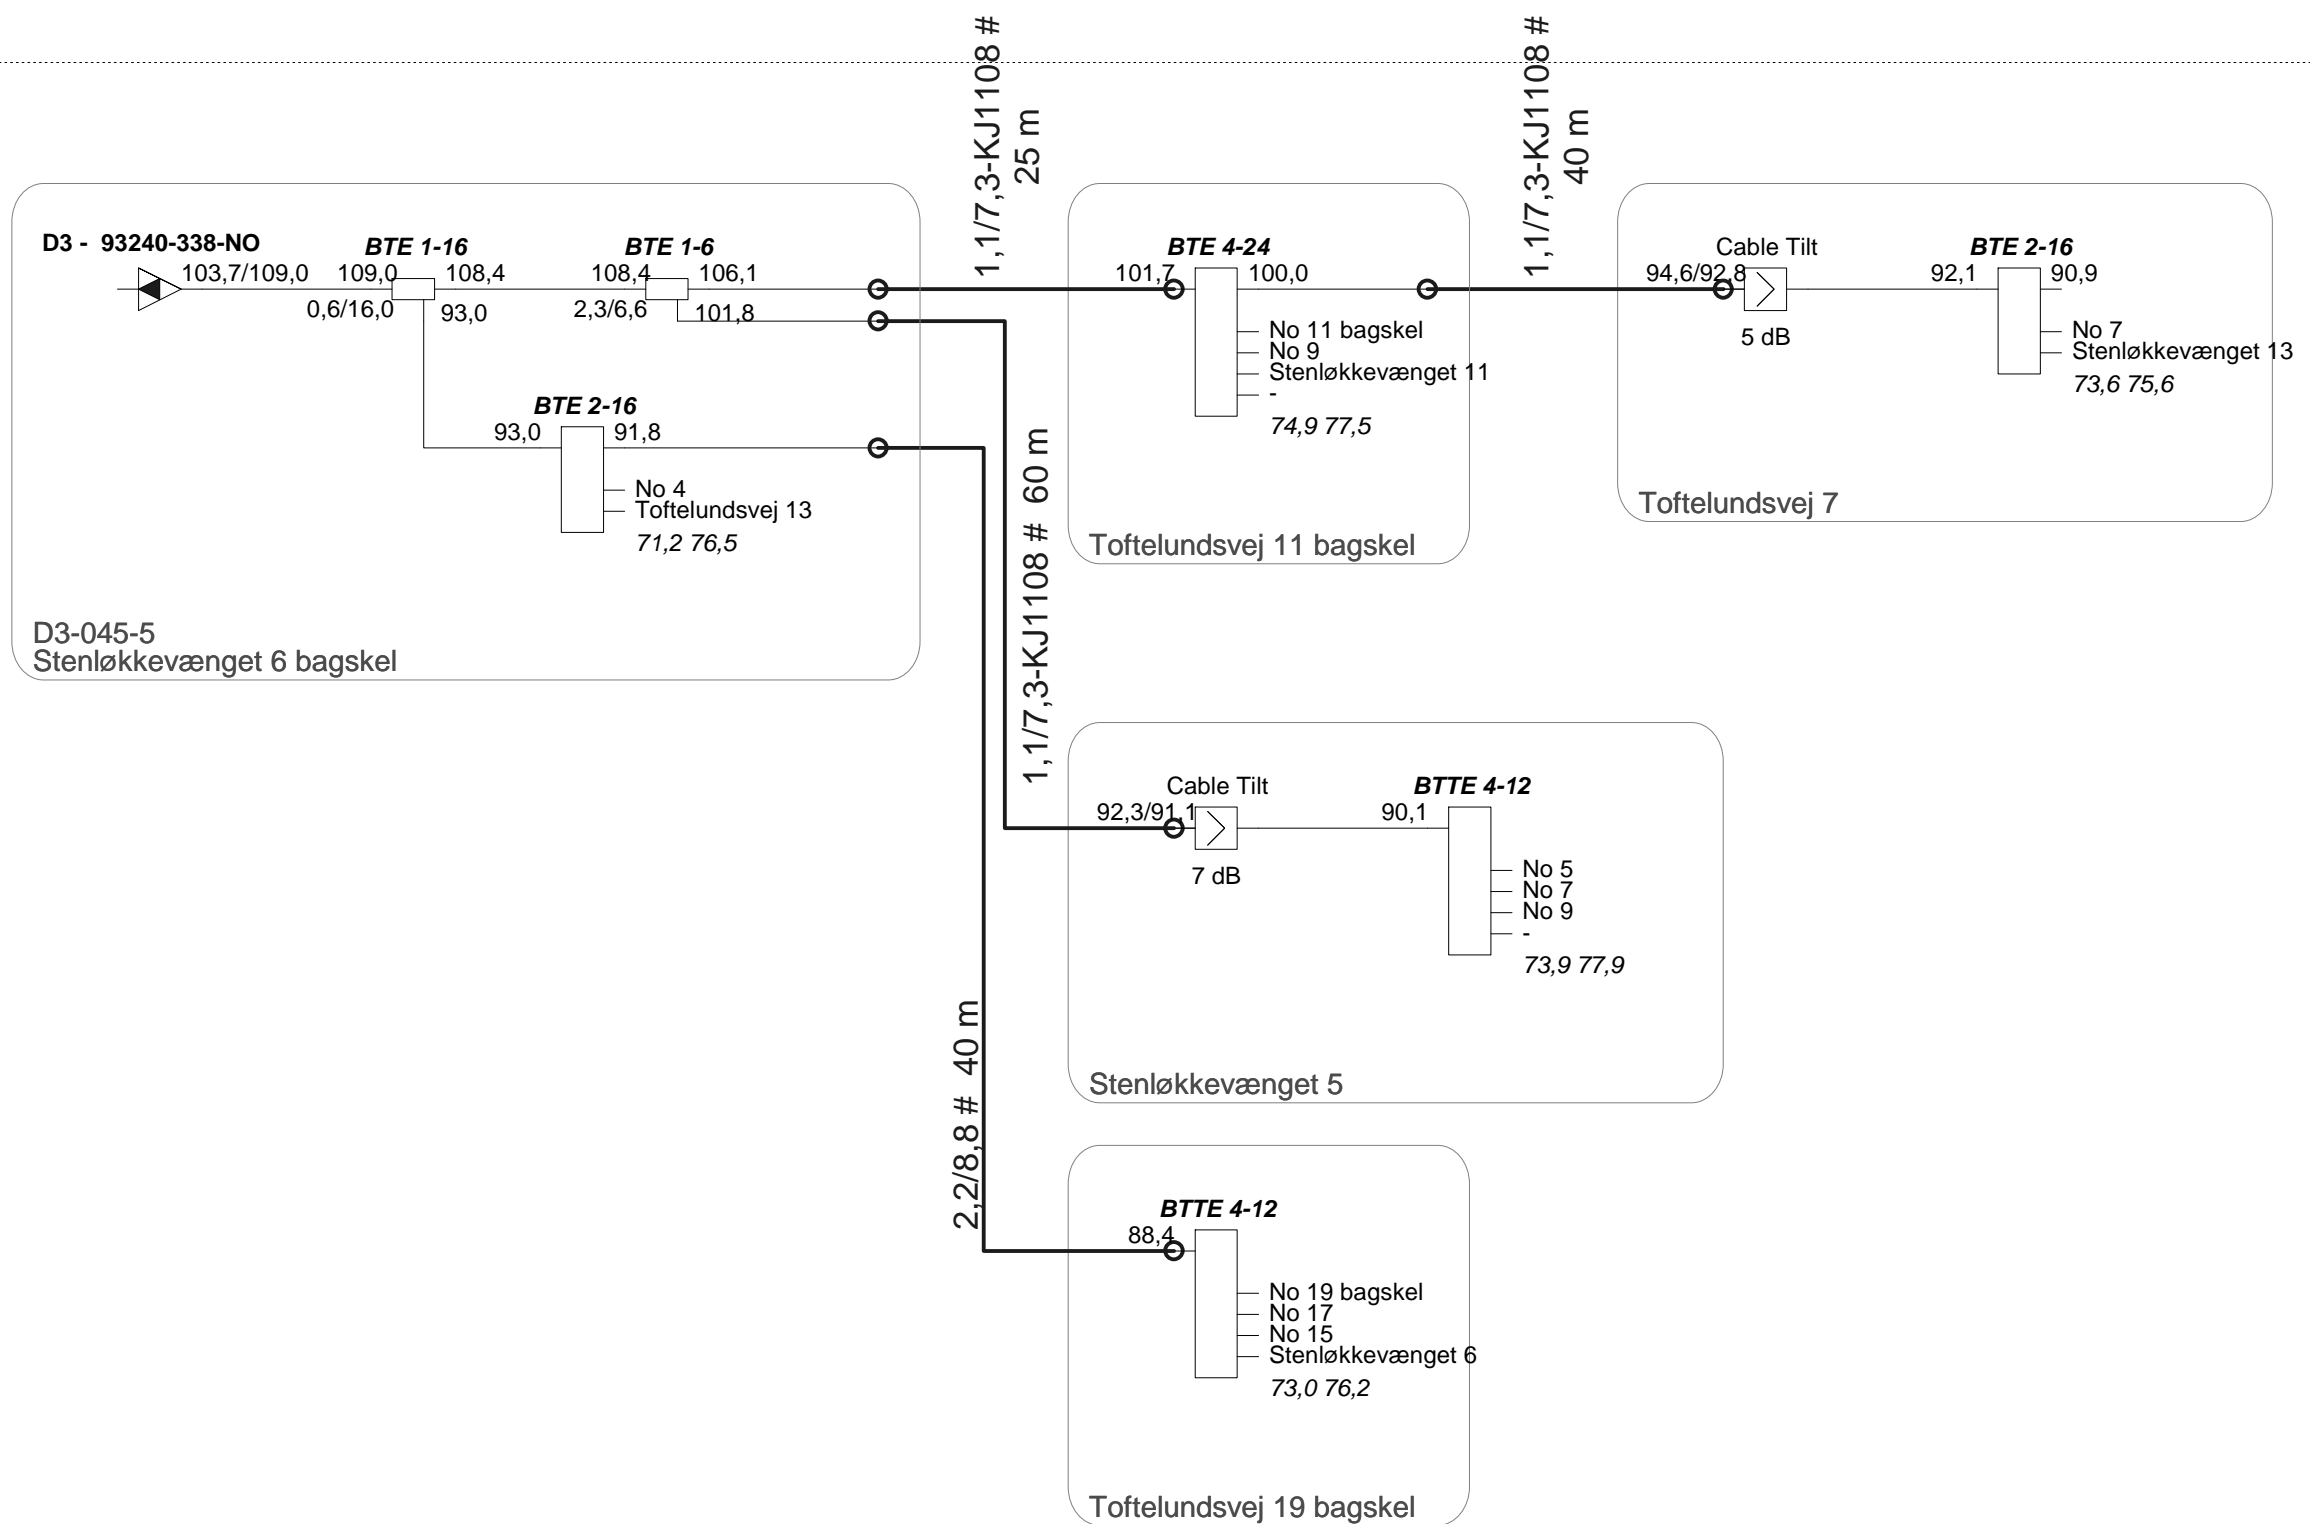 1,1/7,3-KJ1108 #
25 m
1,1/7,3-KJ1108 #
40 m
D3 - 93240-338-NO
BTE 1-16
BTE 1-6
103,7/109,0
109,0
108,4
108,4
106,1
0,6/16,0
93,0
2,3/6,6
101,8
BTE 2-16
93,0
91,8
No 4
Toftelundsvej 13
71,2 76,5
D3-045-5
Stenløkkevænget 6 bagskel
BTE 4-24
101,7
100,0
No 11 bagskel
No 9
Stenløkkevænget 11
-
74,9 77,5
Toftelundsvej 11 bagskel
Cable Tilt
BTE 2-16
94,6/92,8
92,1
90,9
5 dB
No 7
Stenløkkevænget 13
73,6 75,6
Toftelundsvej 7
1,1/7,3-KJ1108 # 60 m
Cable Tilt
BTTE 4-12
92,3/91,1
90,1
7 dB
No 5
No 7
No 9
-
73,9 77,9
Stenløkkevænget 5
2,2/8,8 # 40 m
BTTE 4-12
88,4
No 19 bagskel
No 17
No 15
Stenløkkevænget 6
73,0 76,2
Toftelundsvej 19 bagskel